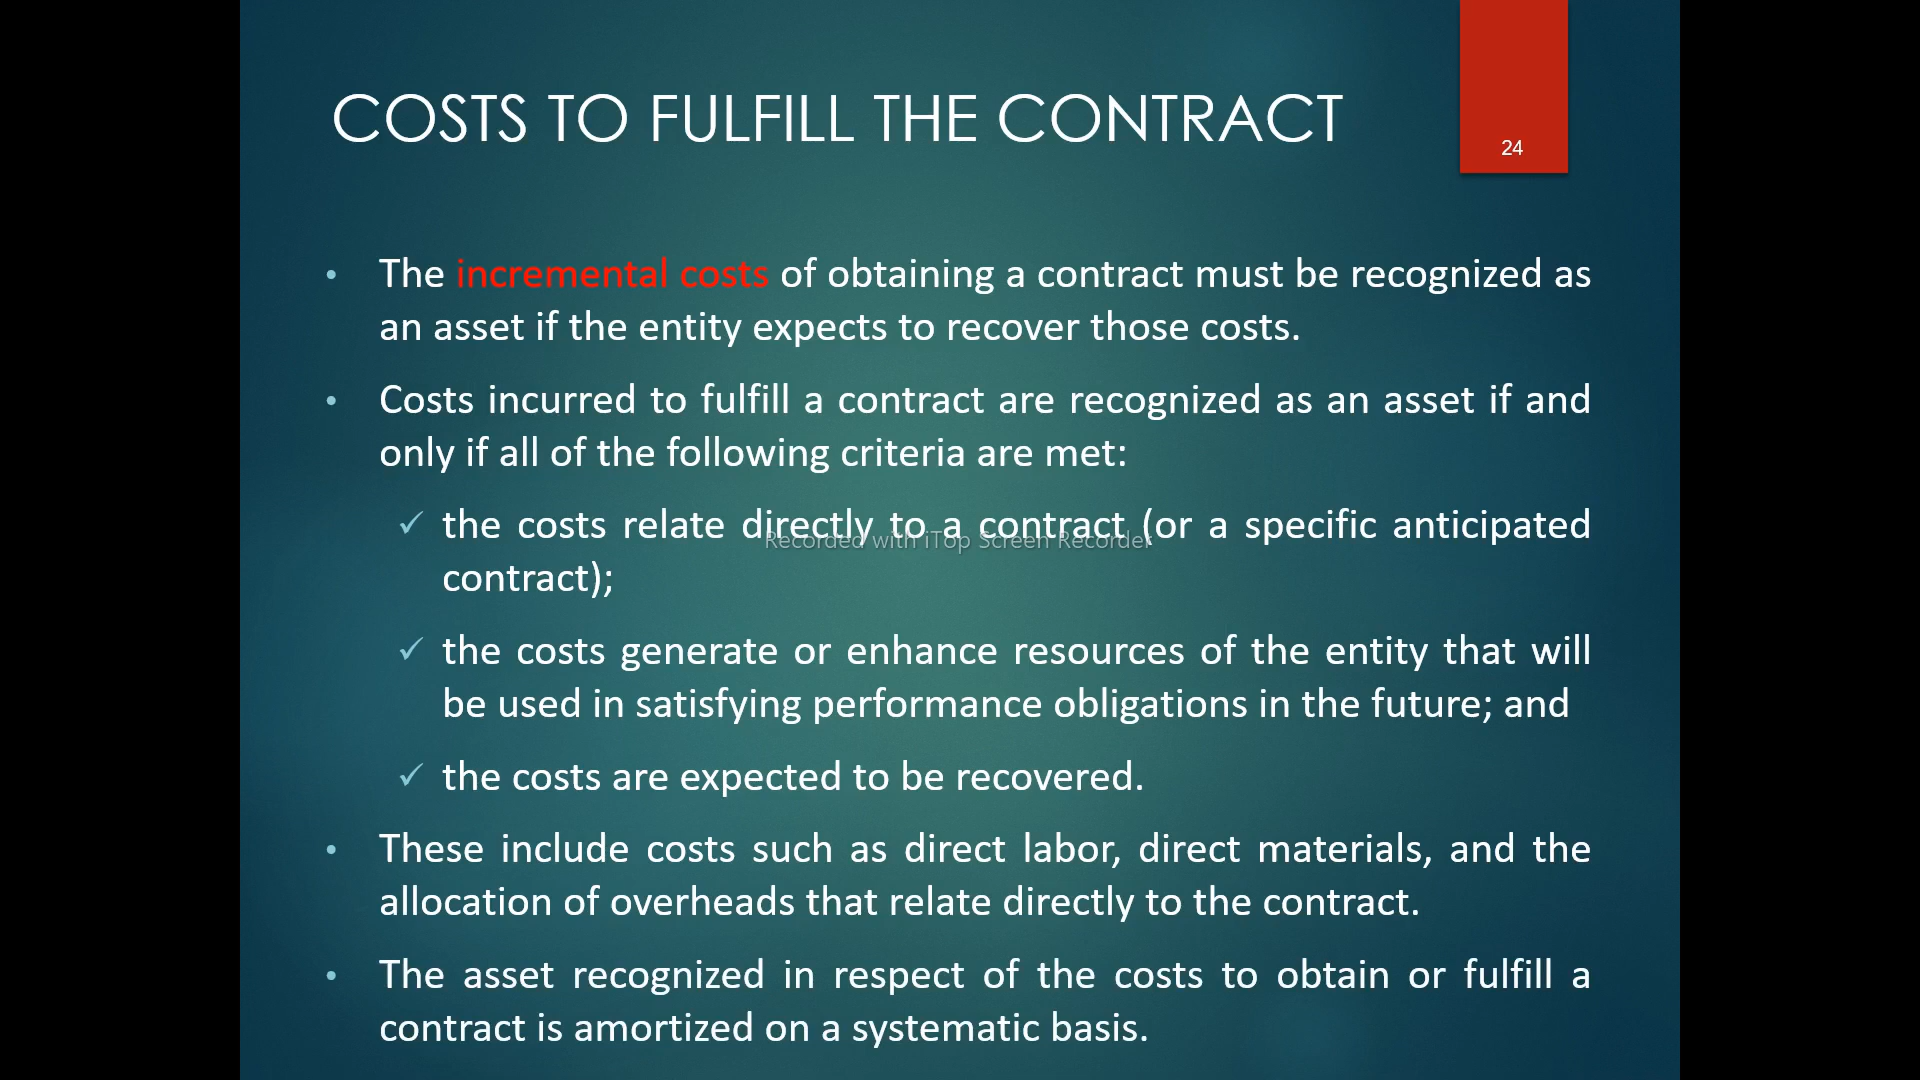 COSTS TO FULFILL THE CONTRACT
24
• The incremental costs of obtaining a contract must be recognized as
an asset if the entity expects to recover those costs.
• Costs incurred to fulfill a contract are recognized as an asset if and
only if all of the following criteria are met:
✓ the costs relate directly to a contract (or a specific anticipated
Recorded with iTop Screen Recorder
contract);
✓ the costs generate or enhance resources of the entity that will
be used in satisfying performance obligations in the future; and
✓ the costs are expected to be recovered.
• These include costs such as direct labor, direct materials, and the
allocation of overheads that relate directly to the contract.
• The asset recognized in respect of the costs to obtain or fulfill a
contract is amortized on a systematic basis.